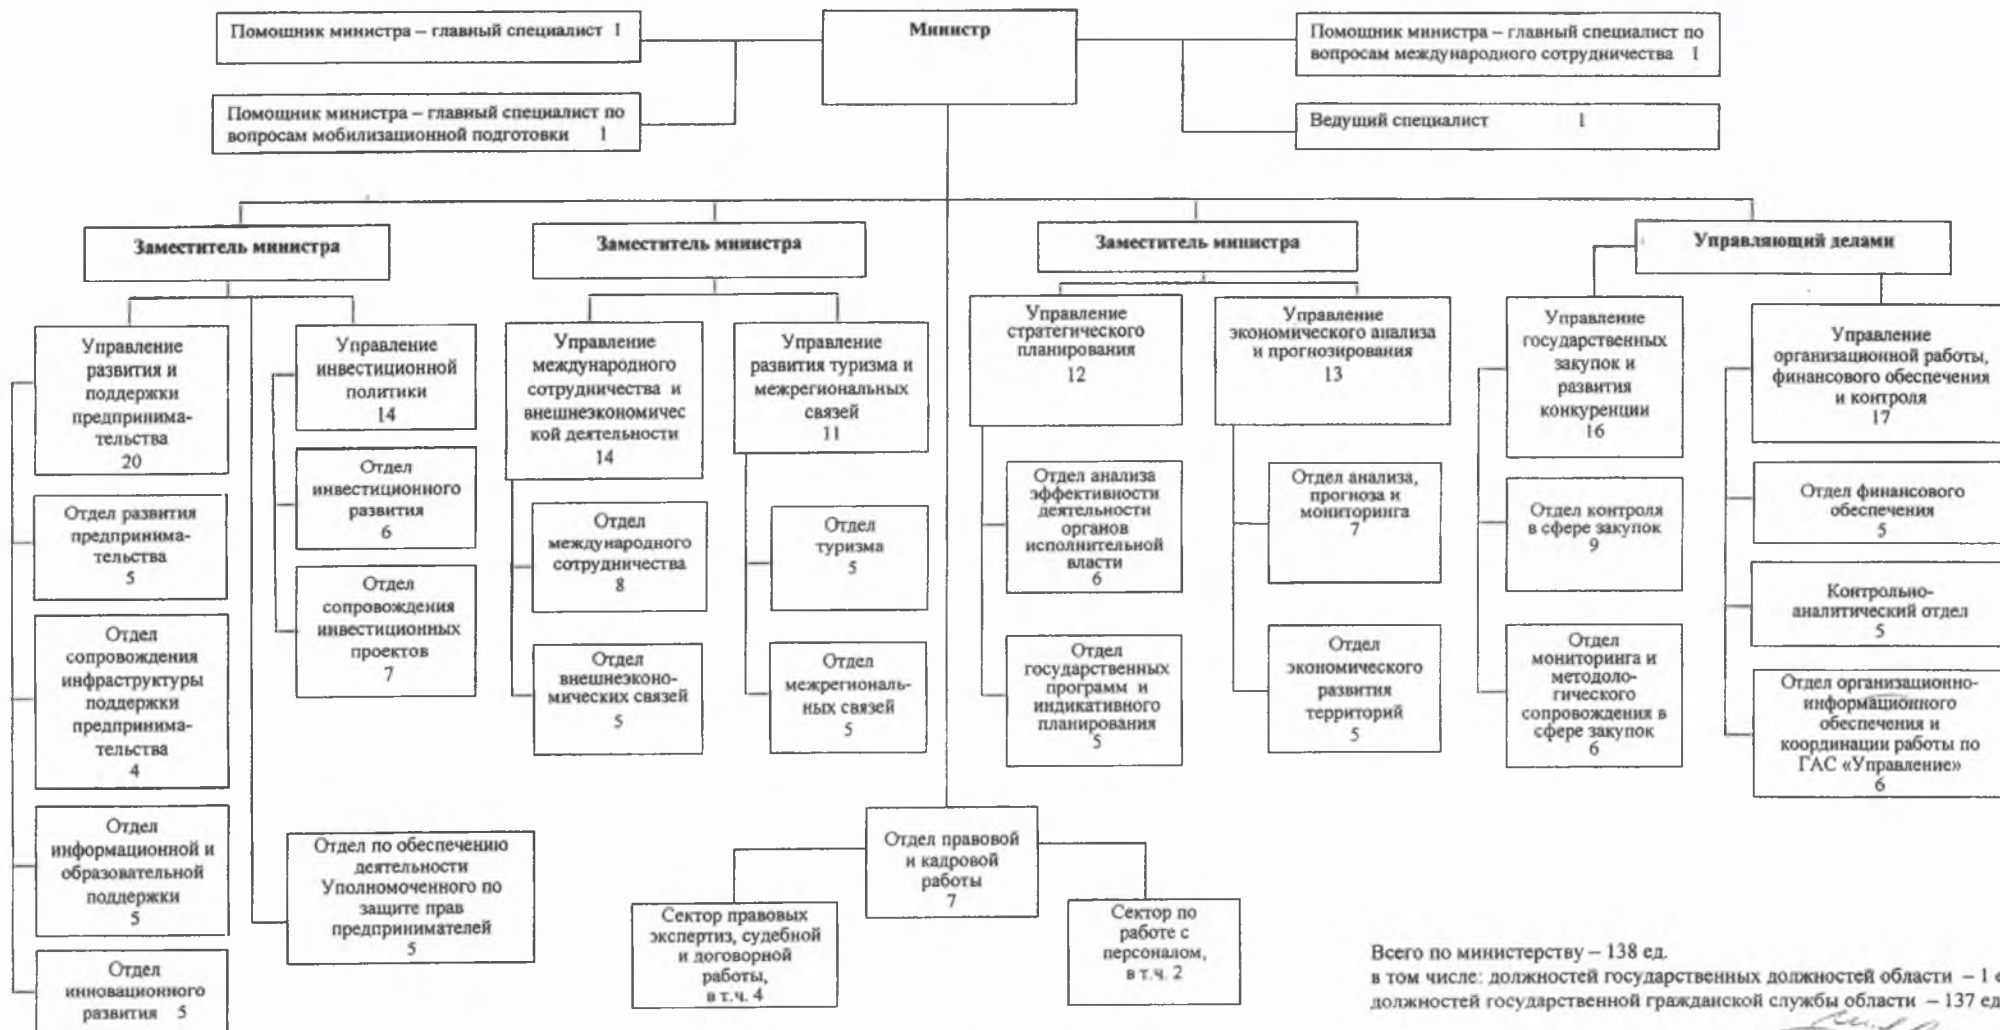 Помощник министра – главный специалист 1
Министр
Помощник министра – главный специалист по
вопросам международного сотрудничества 1
Помощник министра – главный специалист по
вопросам мобилизационной подготовки 1
Ведущий специалист 1
Заместитель министра
Заместитель министра
Заместитель министра
Управляющий делами
Управление
развития и
поддержки
предпринима-
тельства
20
Управление
инвестиционной
политики
14
Управление
международного
сотрудничества и
внешнеэкономичес
кой деятельности
14
Управление
развития туризма и
межрегиональных
связей
11
Управление
стратегического
планирования
12
Управление
экономического анализа
и прогнозирования
13
Управление
государственных
закупок и
развития
конкуренции
16
Управление
организационной работы,
финансового обеспечения
и контроля
17
Отдел развития
предпринима-
тельства
5
Отдел
инвестиционного
развития
6
Отдел
международного
сотрудничества
8
Отдел
туризма
5
Отдел анализа
эффективности
деятельности
органов
исполнительной
власти
6
Отдел анализа,
прогноза и
мониторинга
7
Отдел контроля
в сфере закупок
9
Отдел финансового
обеспечения
5
Отдел
сопровождения
инфраструктуры
поддержки
предпринима-
тельства
4
Отдел
сопровождения
инвестиционных
проектов
7
Отдел
внешнеэконо-
мических связей
5
Отдел
межрегиональ-
ных связей
5
Отдел
государственных
программ и
индикативного
планирования
5
Отдел
экономического
развития
территорий
5
Отдел
мониторинга и
методоло-
гического
сопровождения в
сфере закупок
6
Контрольно-
аналитический отдел
5
Отдел организационно-
информационного
обеспечения и
координации работы по
ГАС «Управление»
6
Отдел
информационной и
образовательной
поддержки
5
Отдел по обеспечению
деятельности
Уполномоченного по
защите прав
предпринимателей
5
Отдел правовой
и кадровой
работы
7
Сектор правовых
экспертиз, судебной
и договорной
работы,
в т.ч. 4
Сектор по
работе с
персоналом,
в т.ч. 2
Отдел
инновационного
развития 5
Всего по министерству – 138 ед.
в том числе: должностей государственных должностей области – 1 е
должностей государственной гражданской службы области – 137 ед